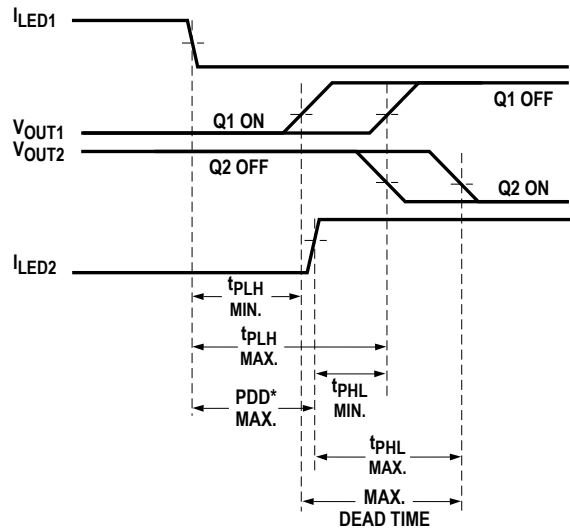 ILED1
Q1 ON
Q1 OFF
VOUT1
VOUT2
Q2 OFF
Q2 ON
ILED2
tPLH
MIN.
tPLH
MAX.
tPHL
MIN.
PDD*
MAX.
tPHL
MAX.
MAX.
DEAD TIME